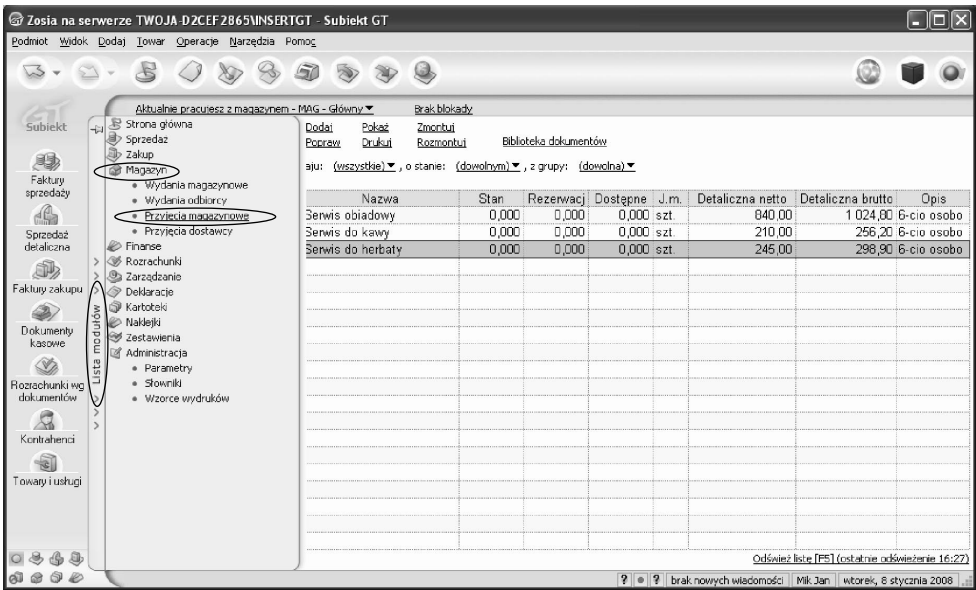 Zosia na serwerze TWOJA-D2CEF2865\INSERTGT - Subiekt GT
Podmiot Widok Dodaj Towar Operacje Narzędzia Pomoc
Aktualnie pracujesz z magazynem - MAG - Główny Brak blokady
Subiekt
GT
Faktury sprzedaży
Sprzedaż detaliczna
Faktury zakupu
Dokumenty kasowe
Rozrachunki wg dokumentów
Kontrahenci
Towary i usługi
Lista modułów
Strona główna
Sprzedaż
Zakup
Magazyn
Wydania magazynowe
Wydania odbiorcy
Przyjęcia magazynowe
Przyjęcia dostawcy
Finanse
Rozrachunki
Zarządzanie
Deklaracje
Kartoteki
Naklejki
Zestawienia
Administracja
Parametry
Słowniki
Wzorce wydruków
Dodaj Pokaż Zmontuj
Popraw Drukuj Rozmontuj Biblioteka dokumentów
aju: (wszystkie) , o stanie: (dowolnym) , z grupy: (dowolna)
Nazwa Stan Rezerwacj Dostępne J.m. Detaliczna netto Detaliczna brutto Opis
Serwis obiadowy 0,000 0,000 0,000 szt. 840,00 1 024,80 6-cio osobo
Serwis do kawy 0,000 0,000 0,000 szt. 210,00 256,20 6-cio osobo
Serwis do herbaty 0,000 0,000 0,000 szt. 245,00 298,90 6-cio osobo
Odśwież listę [F5] (ostatnie odświeżenie 16:27)
brak nowych wiadomości Mik Jan wtorek, 8 stycznia 2008